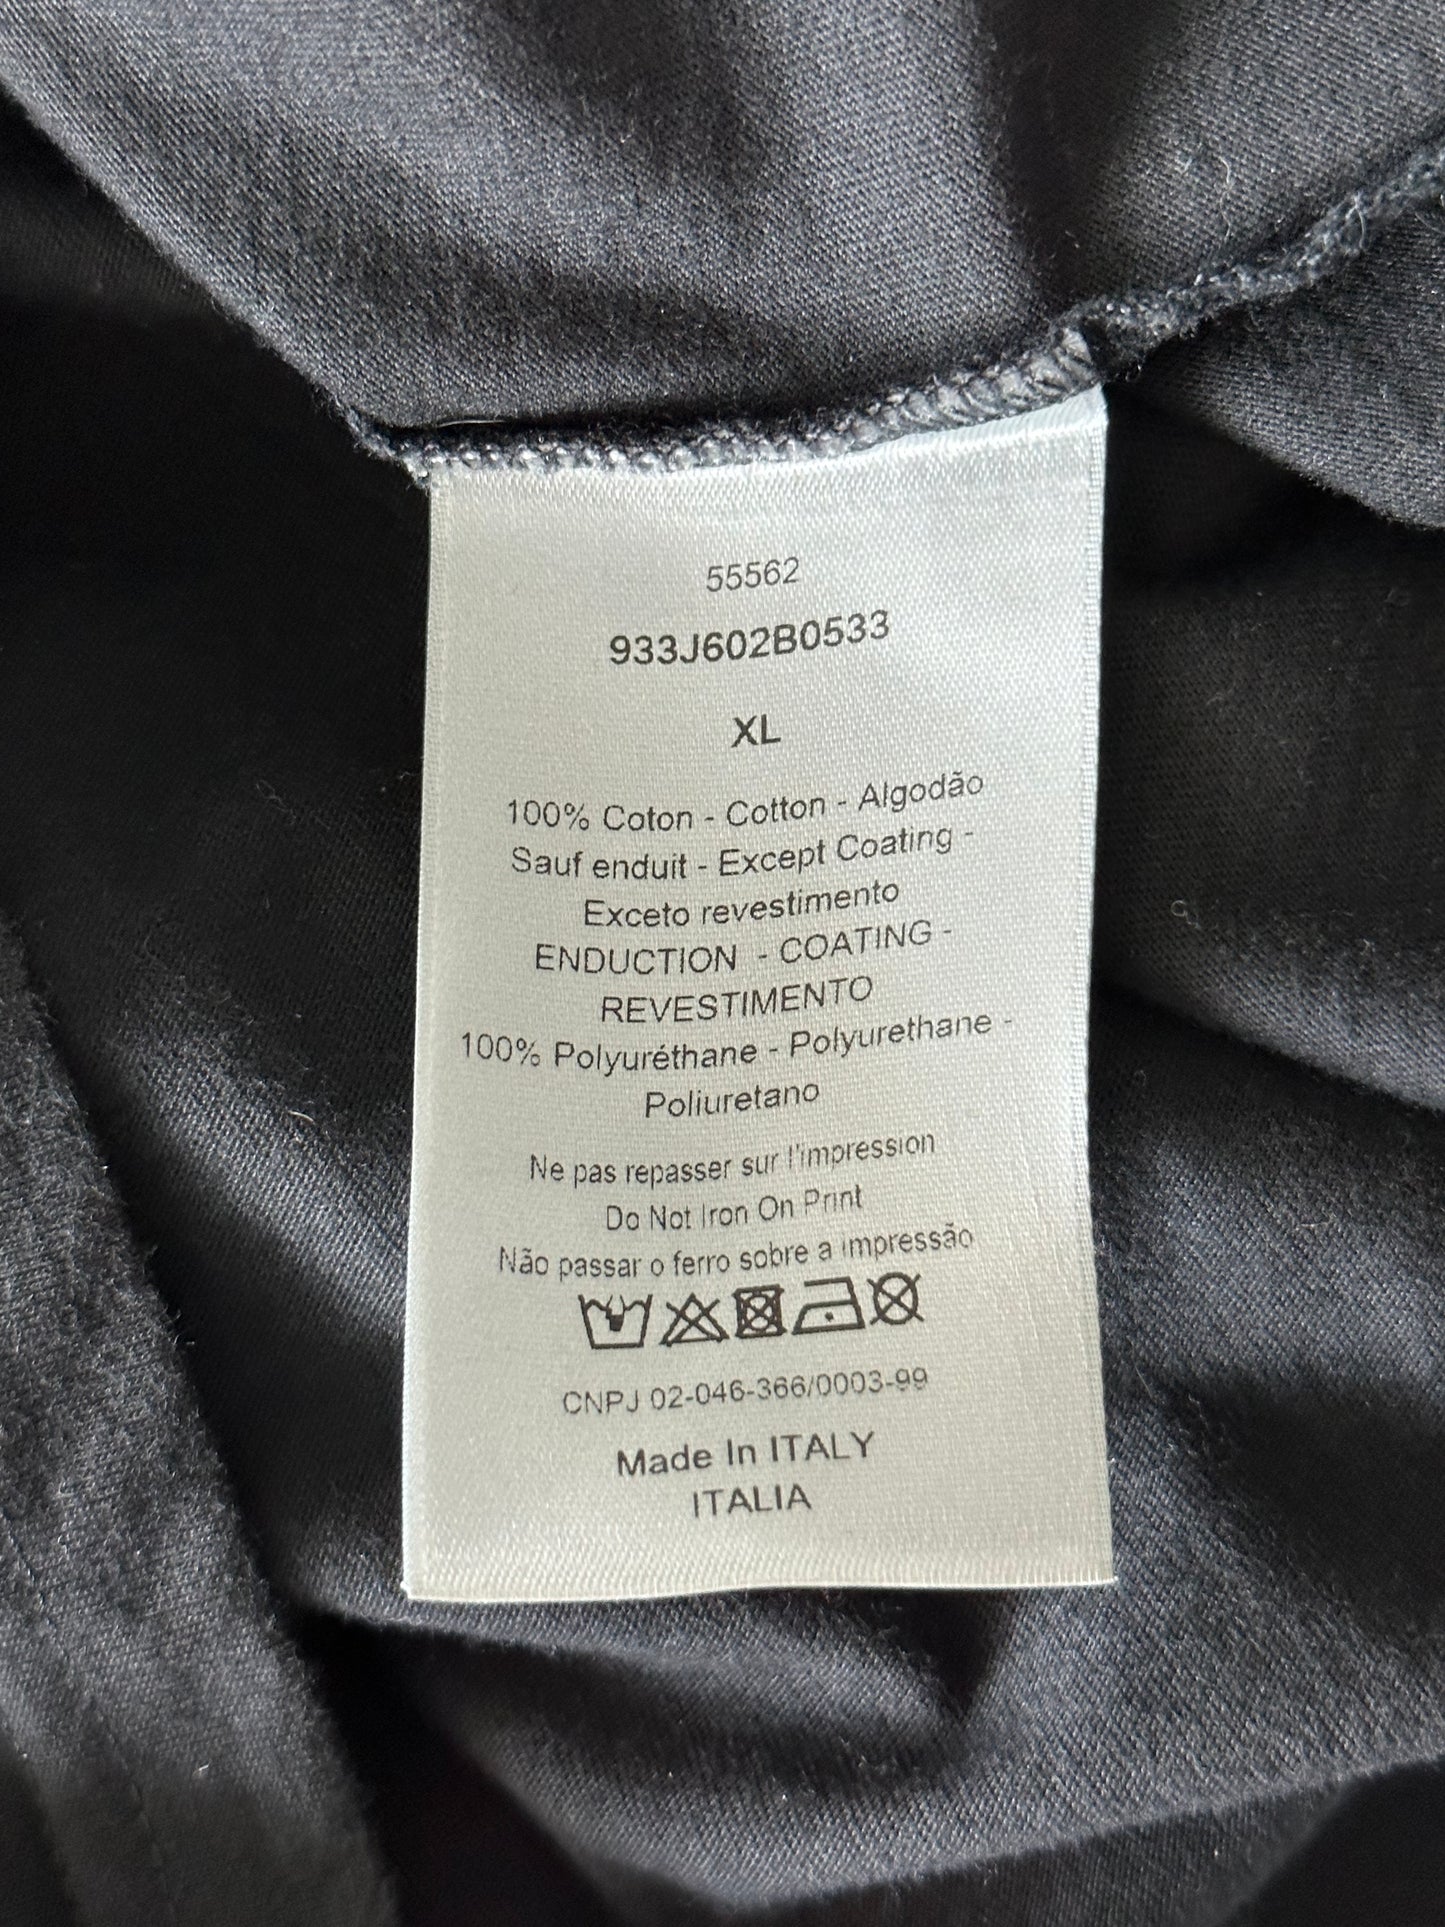 55562
933J602B0533
XL
100% Coton - Cotton - Algodão
Sauf enduit - Except Coating -
Exceto revestimento
ENDUCTION - COATING -
REVESTIMENTO
100% Polyuréthane - Polyurethane -
Poliuretano
Ne pas repasser sur l'impression
Do Not Iron On Print
Não passar o ferro sobre a impressão
CNPJ 02-046-366/0003-99
Made In ITALY
ITALIA